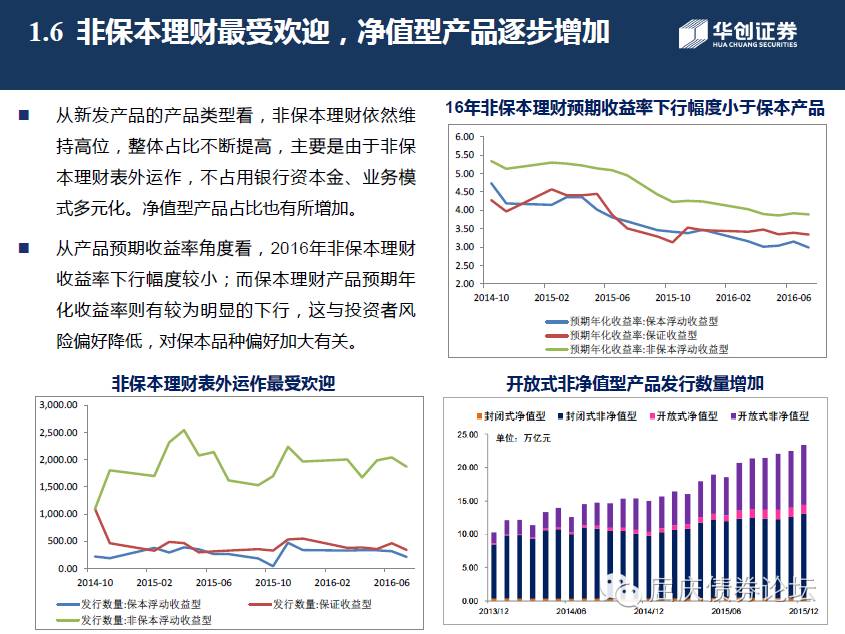 1.6 非保本理财最受欢迎，净值型产品逐步增加
华创证券
HUA CHUANG SECURITIES
从新发产品的产品类型看，非保本理财依然维
持高位，整体占比不断提高，主要是由于非保
本理财表外运作，不占用银行资本金、业务模
式多元化。净值型产品占比也有所增加。
从产品预期收益率角度看，2016年非保本理财
收益率下行幅度较小；而保本理财产品预期年
化收益率则有较为明显的下行，这与投资者风
险偏好降低，对保本品种偏好加大有关。
16年非保本理财预期收益率下行幅度小于保本产品
6.00
5.50
5.00
4.50
4.00
3.50
3.00
2.50
2.00
2014-10 2015-02 2015-06 2015-10 2016-02 2016-06
预期年化收益率:保本浮动收益型
预期年化收益率:保证收益型
预期年化收益率:非保本浮动收益型
非保本理财表外运作最受欢迎
3,000.00
2,500.00
2,000.00
1,500.00
1,000.00
500.00
0.00
2014-10 2015-02 2015-06 2015-10 2016-02 2016-06
发行数量:保本浮动收益型 发行数量:保证收益型
发行数量:非保本浮动收益型
开放式非净值型产品发行数量增加
封闭式净值型 封闭式非净值型 开放式净值型 开放式非净值型
单位：万亿元
25.00
20.00
15.00
10.00
5.00
0.00
2013/12 2014/06 2014/12 2015/06 2015/12
屈庆债券论坛